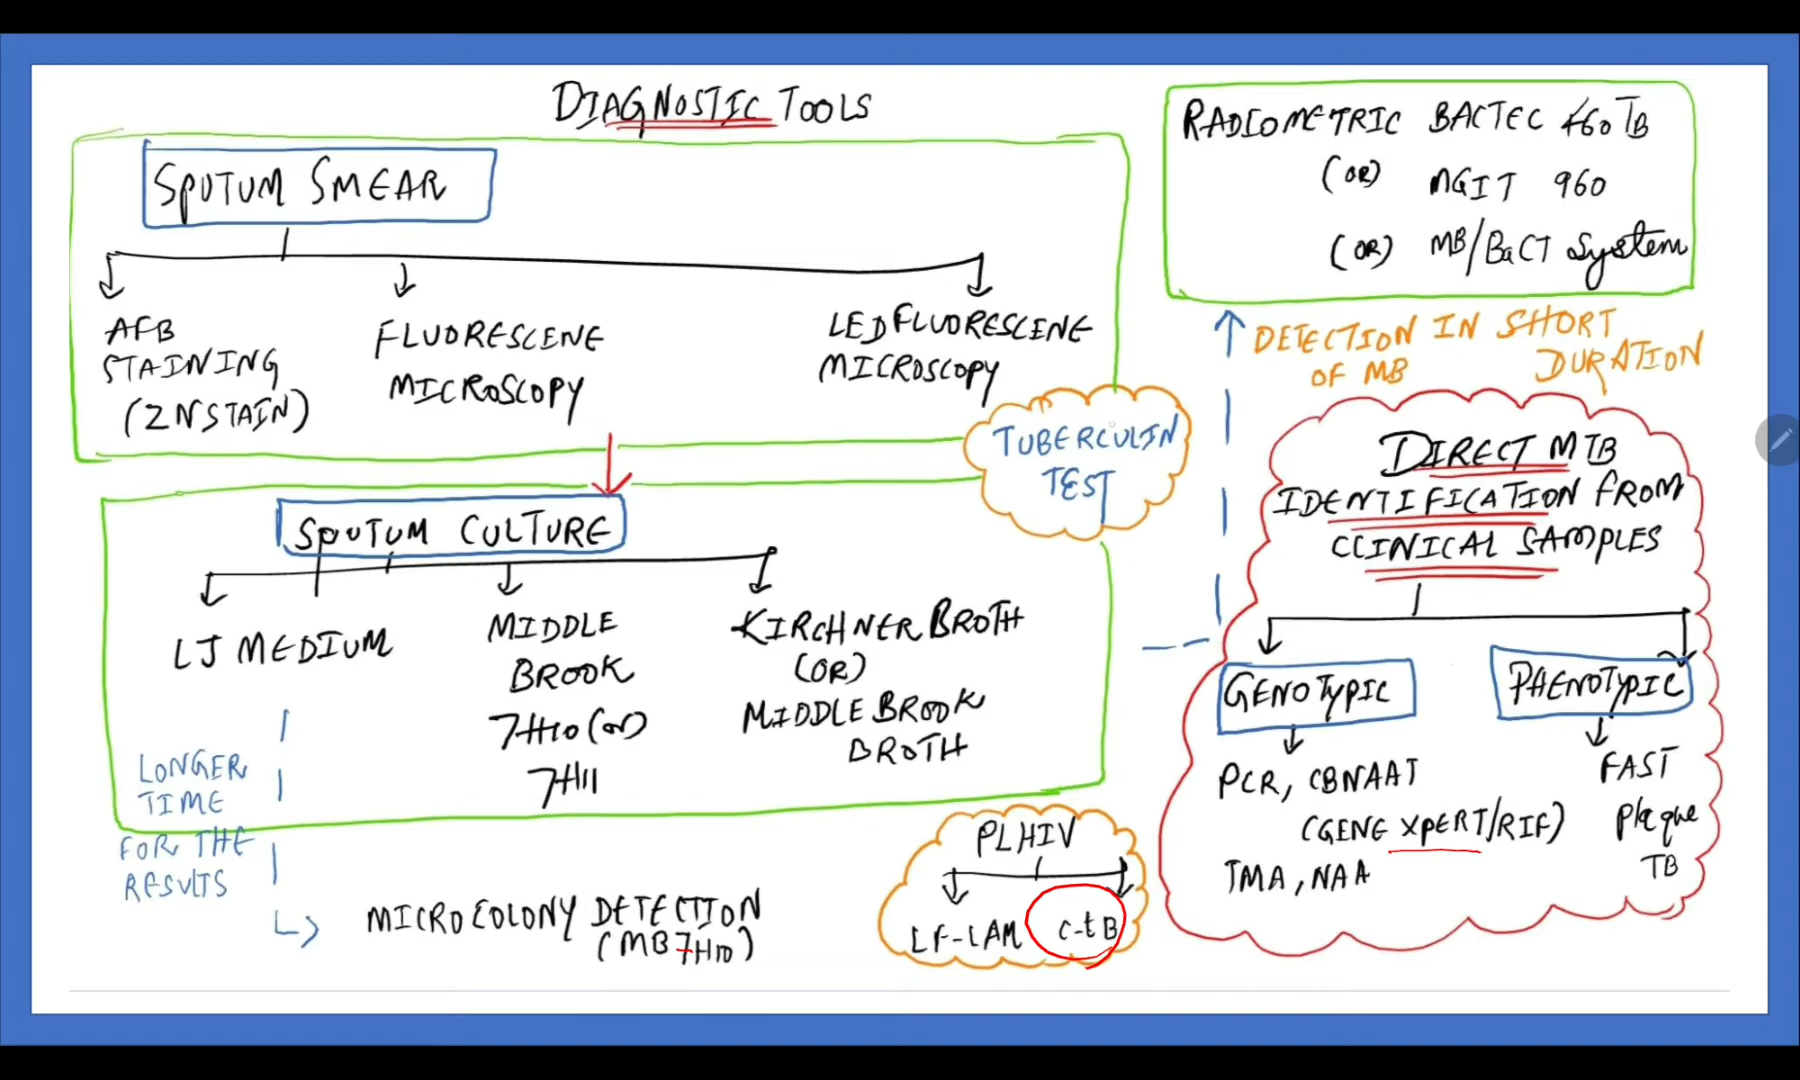 DIAGNOSTIC TOOLS
SPUTUM SMEAR
AFB
STAINING
(ZN STAIN)
FLUORESCENE
MICROSCOPY
LED FLUORESCENE
MICROSCOPY
TUBERCULIN
TEST
SPUTUM CULTURE
LJ MEDIUM
MIDDLE
BROOK
7H10 (or)
7H11
KIRCHNER BROTH
(OR)
MIDDLE BROOK
BROTH
LONGER
TIME
FOR THE
RESULTS
MICROCOLONY DETECTION
(MB 7H10)
PLHIV
LF-LAM
C-tB
RADIOMETRIC BACTEC 460 TB
(OR) MGIT 960
(OR) MB/BaCT System
DETECTION IN SHORT
OF MB DURATION
DIRECT MTB
IDENTIFICATION FROM
CLINICAL SAMPLES
GENOTYPIC
PCR, CBNAAT
(GENE XPERT/RIF)
TMA, NAA
PHENOTYPIC
FAST
Plaque
TB